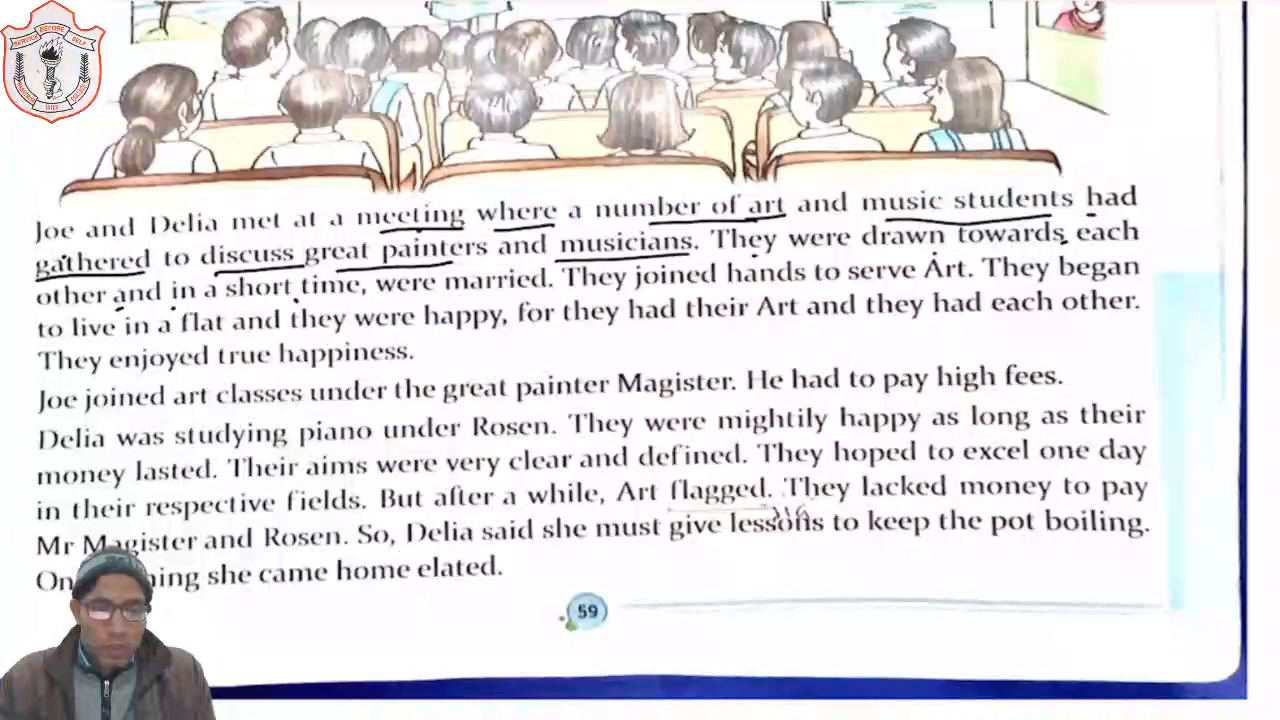 SERVICE BEFORE SELF
Joe and Delia met at a meeting where a number of art and music students had
gathered to discuss great painters and musicians. They were drawn towards each
other and in a short time, were married. They joined hands to serve Art. They began
to live in a flat and they were happy, for they had their Art and they had each other.
They enjoyed true happiness.
Joe joined art classes under the great painter Magister. He had to pay high fees.
Delia was studying piano under Rosen. They were mightily happy as long as their
money lasted. Their aims were very clear and defined. They hoped to excel one day
in their respective fields. But after a while, Art flagged. They lacked money to pay
Mr Magister and Rosen. So, Delia said she must give lessons to keep the pot boiling.
she came home elated.
59